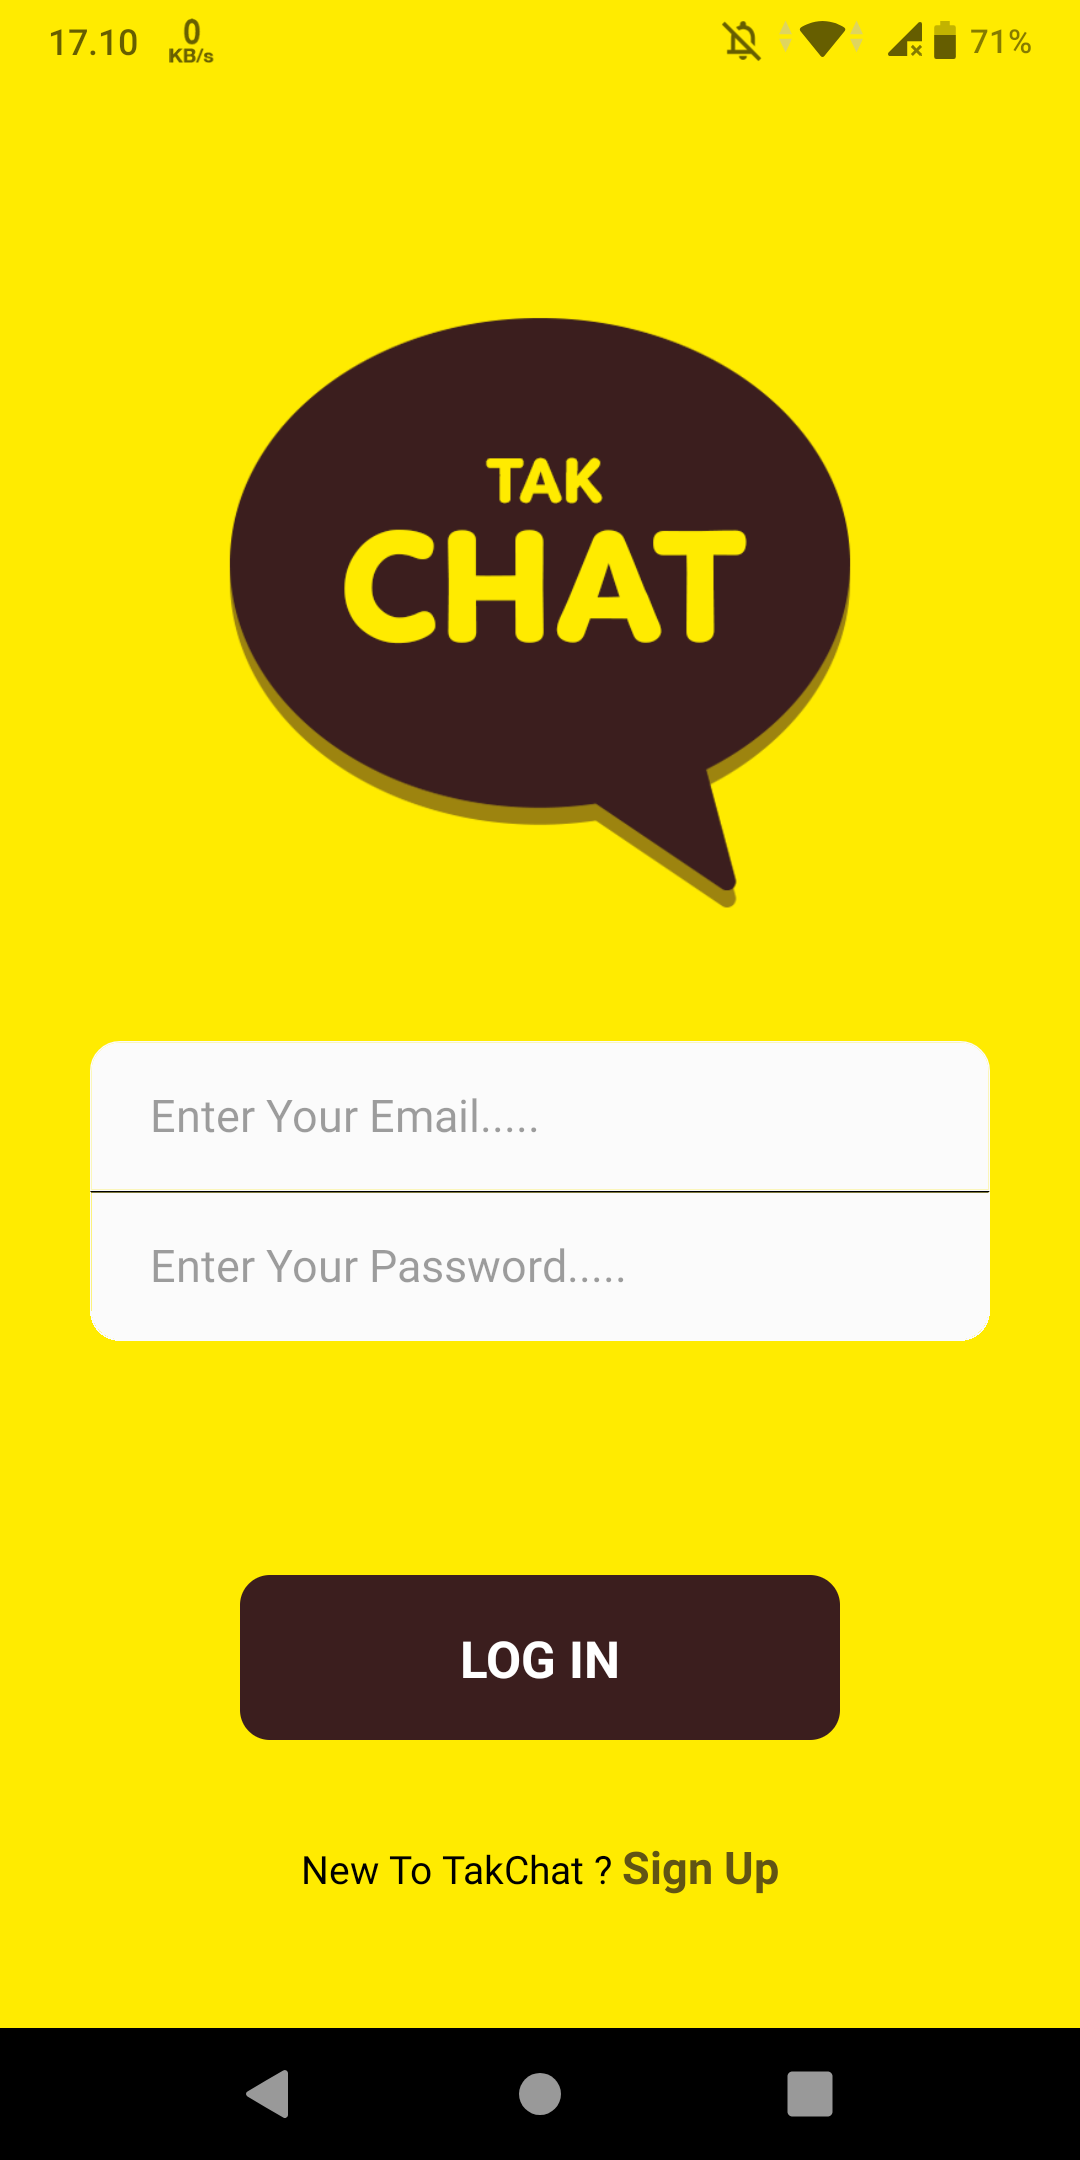 17.10 0 KB/s 71%
TAK
CHAT
Enter Your Email.....
Enter Your Password.....
LOG IN
New To TakChat ? Sign Up